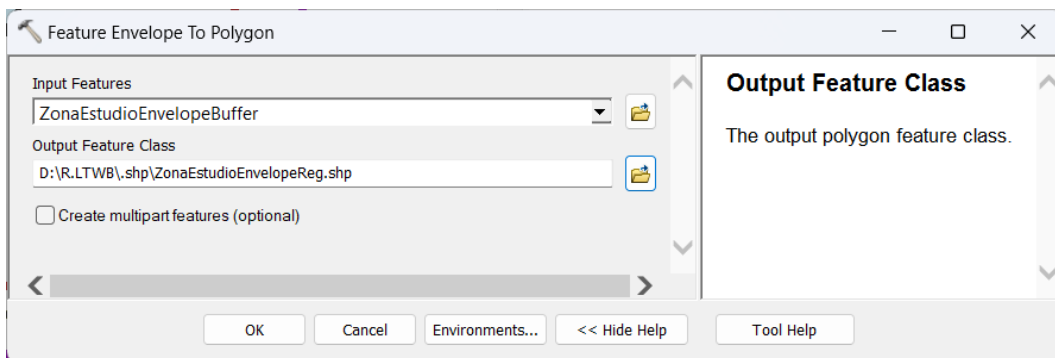 Feature Envelope To Polygon
Input Features
ZonaEstudioEnvelopeBuffer
Output Feature Class
D:\R.LTWB\.shp\ZonaEstudioEnvelopeReg.shp
Create multipart features (optional)
Output Feature Class
The output polygon feature class.
OK
Cancel
Environments...
<< Hide Help
Tool Help